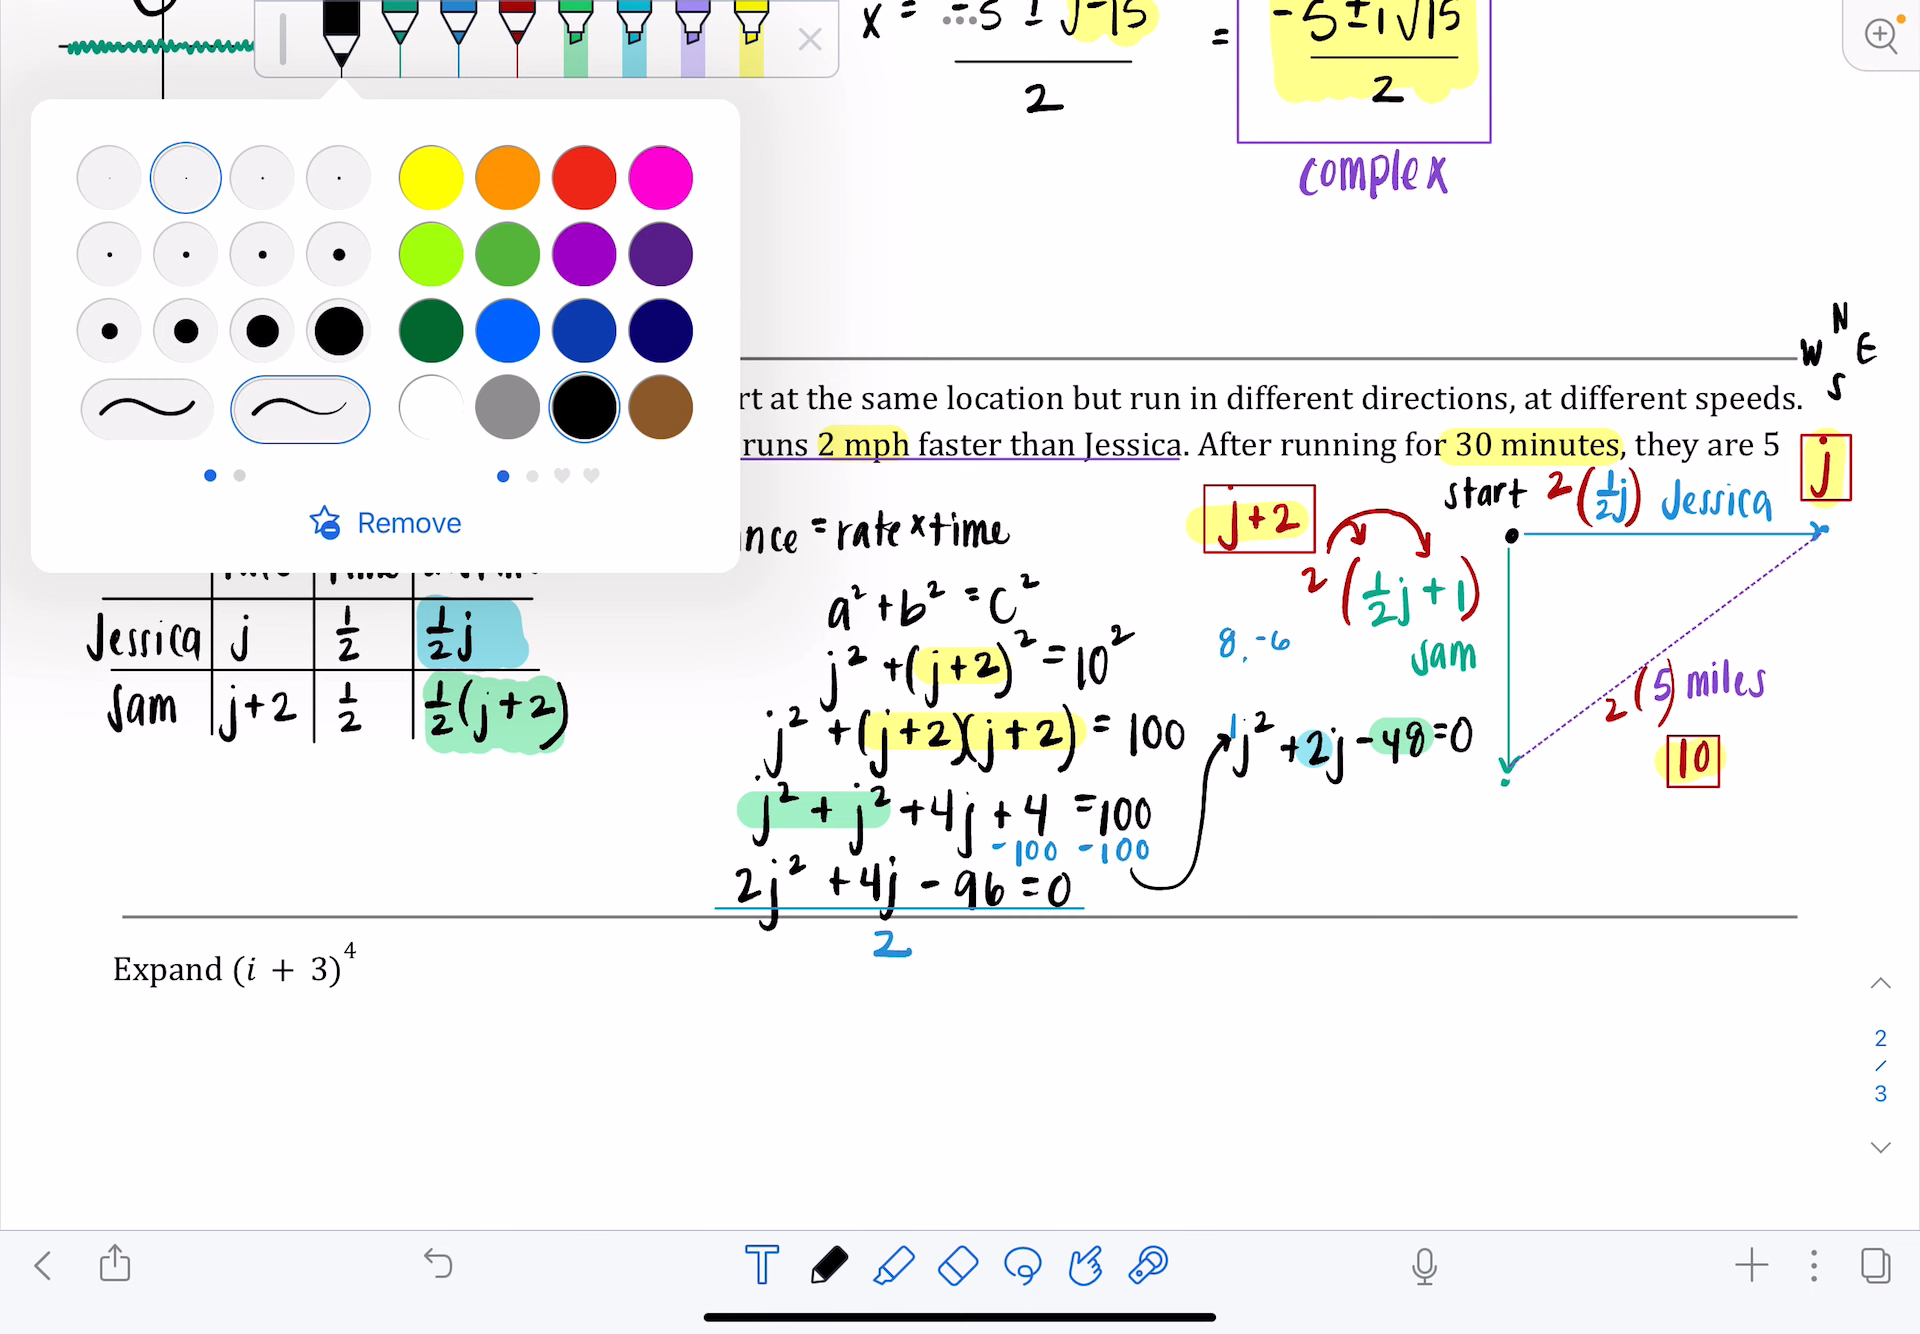 x = -5 ± √-15 / 2 = -5 ± i√15 / 2
complex
N
W E
S
rt at the same location but run in different directions, at different speeds.
runs 2 mph faster than Jessica. After running for 30 minutes, they are 5
j
start 2(1/2j) Jessica
j+2
nce = rate × time
2(1/2j + 1)
sam
a² + b² = c²
8, -6
Jessica j 1/2 1/2j
j² + (j+2)² = 10²
2(5) miles
10
Sam j+2 1/2 1/2(j+2)
j² + (j+2)(j+2) = 100
1j² + 2j - 48 = 0
j² + j² + 4j + 4 = 100
-100 -100
2j² + 4j - 96 = 0
2
Expand (i + 3)⁴
Remove
2
/
3
T